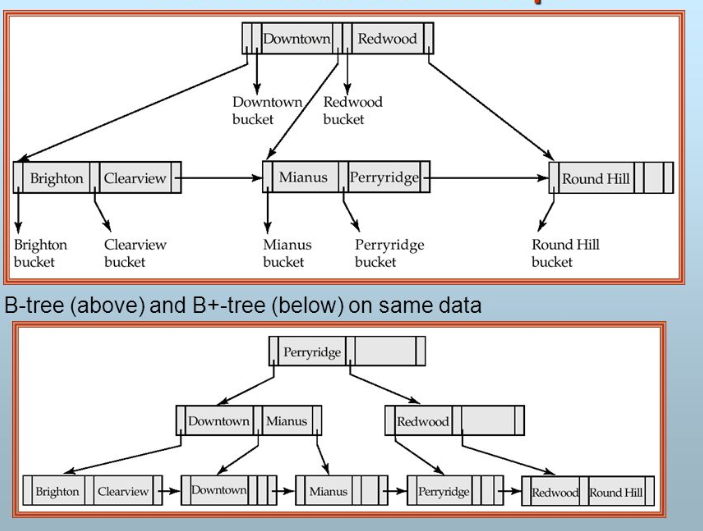 Downtown Redwood
Downtown Redwood
bucket bucket
Brighton Clearview Mianus Perryridge Round Hill
Brighton Clearview Mianus Perryridge Round Hill
bucket bucket bucket bucket bucket
B-tree (above) and B+-tree (below) on same data
Perryridge
Downtown Mianus Redwood
Brighton Clearview Downtown Mianus Perryridge Redwood Round Hill